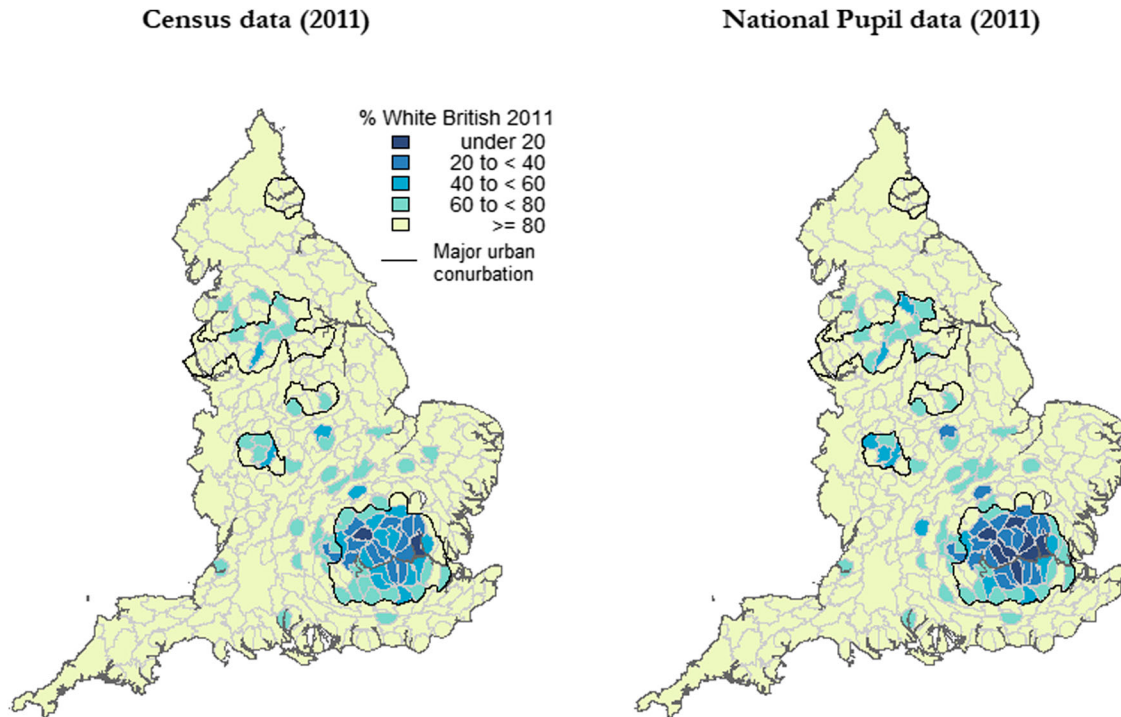 Census data (2011)
National Pupil data (2011)
% White British 2011
under 20
20 to < 40
40 to < 60
60 to < 80
>= 80
Major urban
conurbation